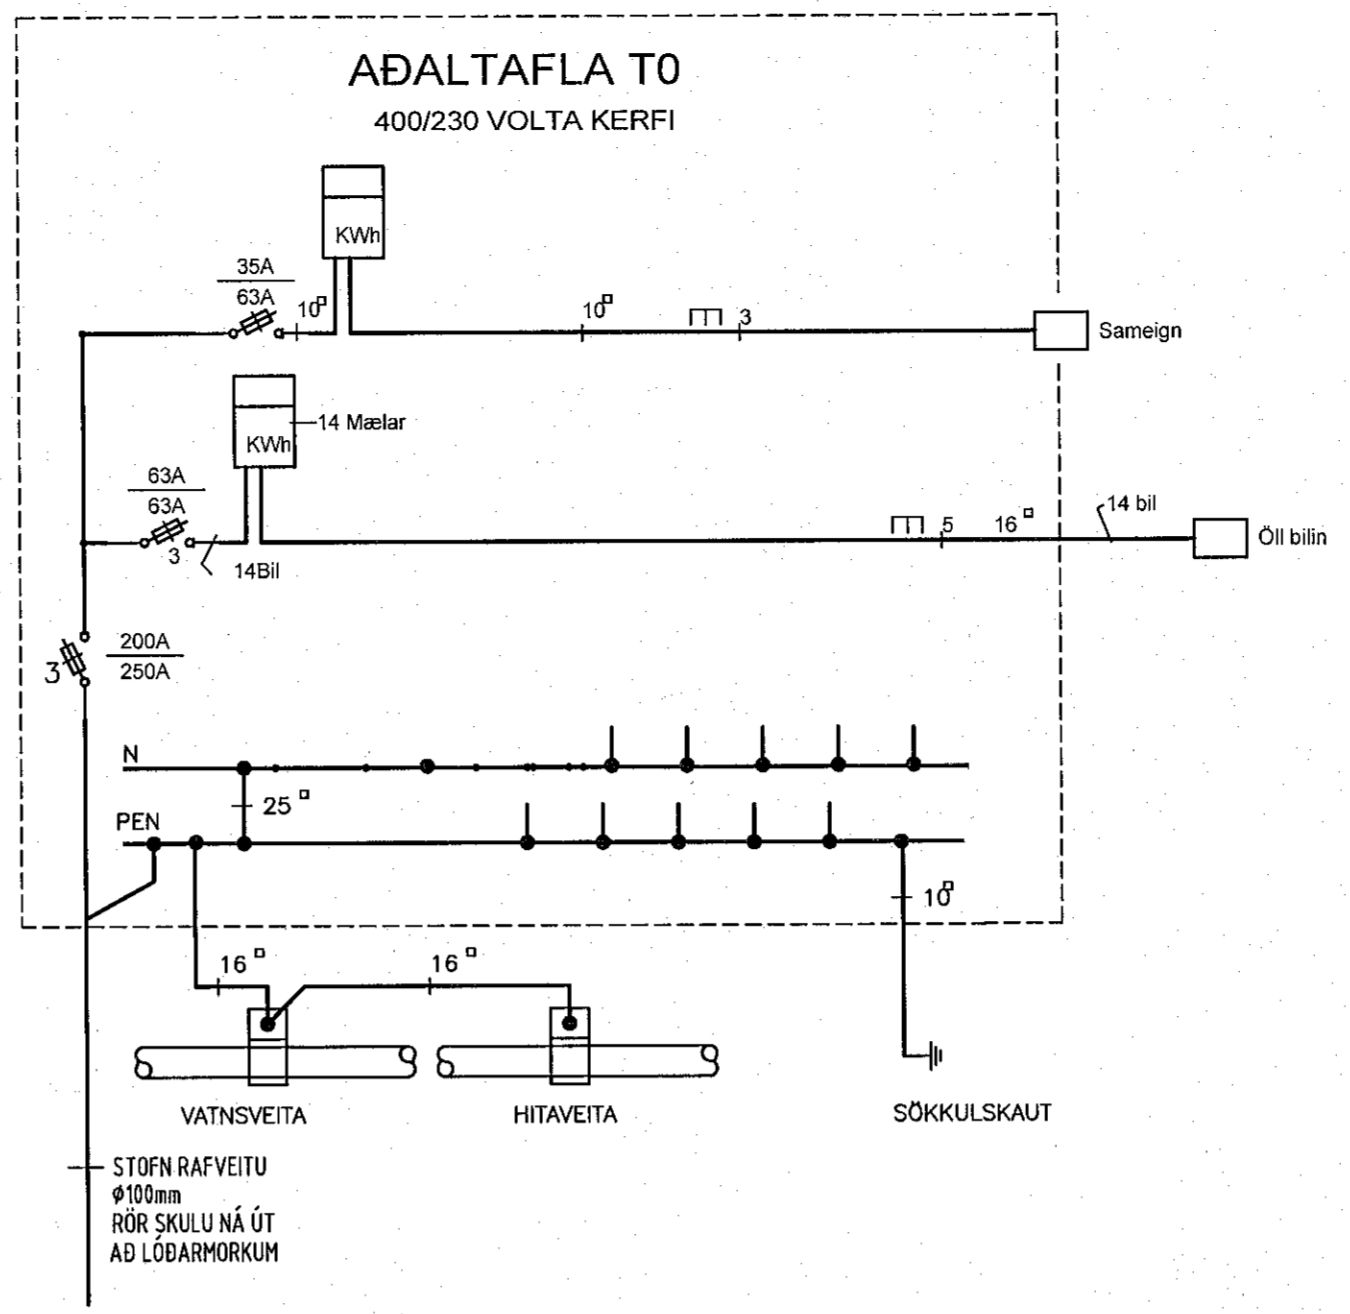 AÐALTAFLA T0
400/230 VOLTA KERFI
KWh
35A
63A
10□
10□
3
Sameign
KWh
14 Mælar
63A
63A
3
14Bil
5
16□
14 bil
Öll bilin
3
200A
250A
N
25□
PEN
10□
16□
16□
VATNSVEITA
HITAVEITA
SÖKKULSKAUT
STOFN RAFVEITU
ϕ100mm
RÖR SKULU NÁ ÚT
AÐ LÓÐARMORKUM